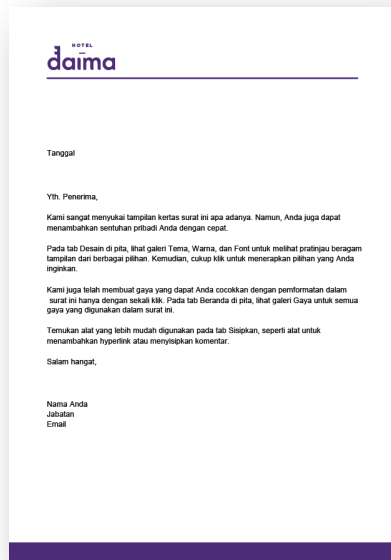 HOTEL
daima
Tanggal
Yth. Penerima,
Kami sangat menyukai tampilan kertas surat ini apa adanya. Namun, Anda juga dapat
menambahkan sentuhan pribadi Anda dengan cepat.
Pada tab Desain di pita, lihat galeri Tema, Warna, dan Font untuk melihat pratinjau beragam
tampilan dari berbagai pilihan. Kemudian, cukup klik untuk menerapkan pilihan yang Anda
inginkan.
Kami juga telah membuat gaya yang dapat Anda cocokkan dengan pemformatan dalam
surat ini hanya dengan sekali klik. Pada tab Beranda di pita, lihat galeri Gaya untuk semua
gaya yang digunakan dalam surat ini.
Temukan alat yang lebih mudah digunakan pada tab Sisipkan, seperti alat untuk
menambahkan hyperlink atau menyisipkan komentar.
Salam hangat,
Nama Anda
Jabatan
Email